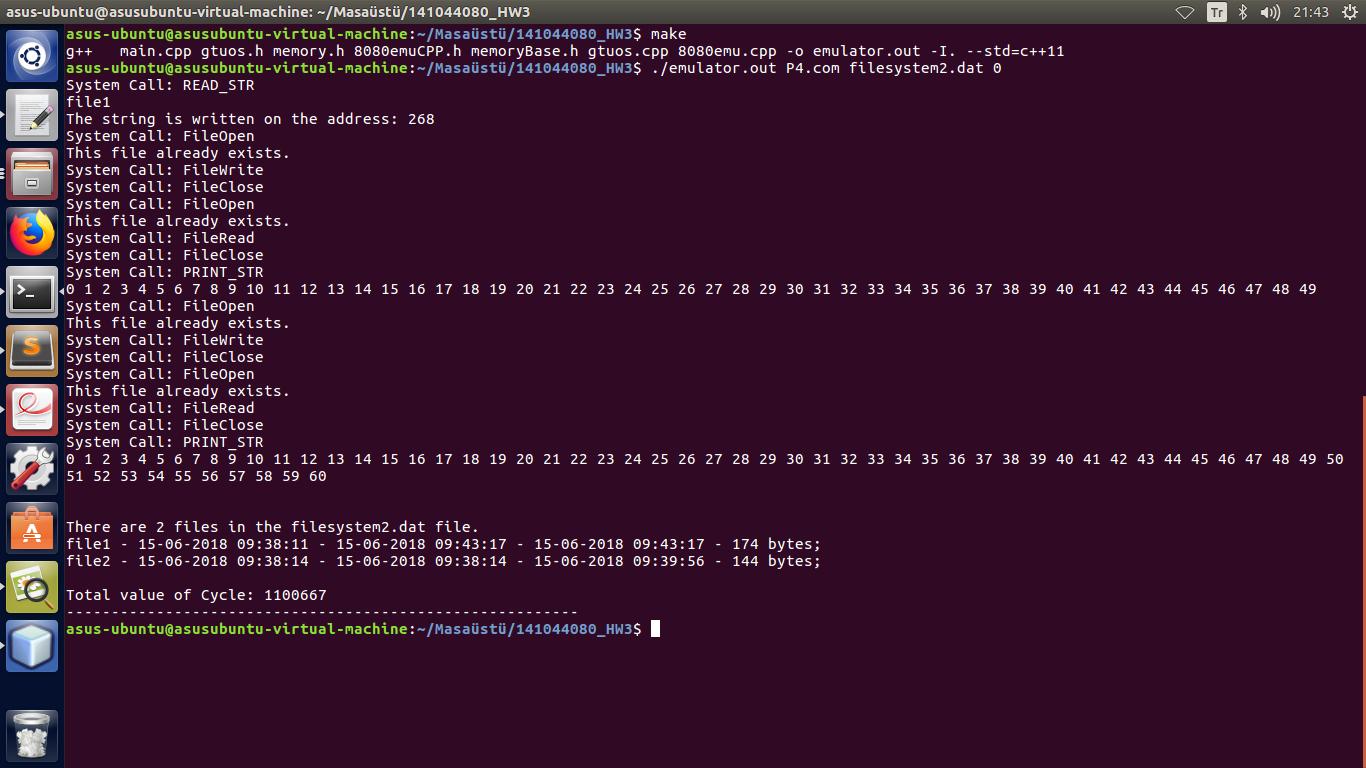 asus-ubuntu@asusubuntu-virtual-machine: ~/Masaüstü/141044080_HW3
Tr
21:43
asus-ubuntu@asusubuntu-virtual-machine:~/Masaüstü/141044080_HW3$ make
g++   main.cpp gtuos.h memory.h 8080emuCPP.h memoryBase.h gtuos.cpp 8080emu.cpp -o emulator.out -I. --std=c++11
asus-ubuntu@asusubuntu-virtual-machine:~/Masaüstü/141044080_HW3$ ./emulator.out P4.com filesystem2.dat 0
System Call: READ_STR
file1
The string is written on the address: 268
System Call: FileOpen
This file already exists.
System Call: FileWrite
System Call: FileClose
System Call: FileOpen
This file already exists.
System Call: FileRead
System Call: FileClose
System Call: PRINT_STR
0 1 2 3 4 5 6 7 8 9 10 11 12 13 14 15 16 17 18 19 20 21 22 23 24 25 26 27 28 29 30 31 32 33 34 35 36 37 38 39 40 41 42 43 44 45 46 47 48 49
System Call: FileOpen
This file already exists.
System Call: FileWrite
System Call: FileClose
System Call: FileOpen
This file already exists.
System Call: FileRead
System Call: FileClose
System Call: PRINT_STR
0 1 2 3 4 5 6 7 8 9 10 11 12 13 14 15 16 17 18 19 20 21 22 23 24 25 26 27 28 29 30 31 32 33 34 35 36 37 38 39 40 41 42 43 44 45 46 47 48 49 50
51 52 53 54 55 56 57 58 59 60
There are 2 files in the filesystem2.dat file.
file1 - 15-06-2018 09:38:11 - 15-06-2018 09:43:17 - 15-06-2018 09:43:17 - 174 bytes;
file2 - 15-06-2018 09:38:14 - 15-06-2018 09:38:14 - 15-06-2018 09:39:56 - 144 bytes;
Total value of Cycle: 1100667
---------------------------------------------------------
asus-ubuntu@asusubuntu-virtual-machine:~/Masaüstü/141044080_HW3$